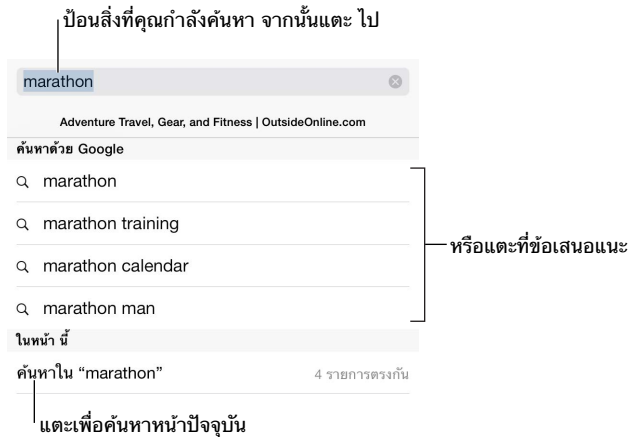 ป้อนสิ่งที่คุณกำลังค้นหา จากนั้นแตะ ไป
marathon
Adventure Travel, Gear, and Fitness | OutsideOnline.com
ค้นหาด้วย Google
marathon
marathon training
marathon calendar
marathon man
หรือแตะที่ข้อเสนอแนะ
ในหน้า นี้
ค้นหาใน “marathon” 4 รายการตรงกัน
แตะเพื่อค้นหาหน้าปัจจุบัน